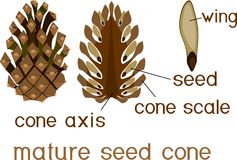 wing
seed
cone scale
cone axis
mature seed cone